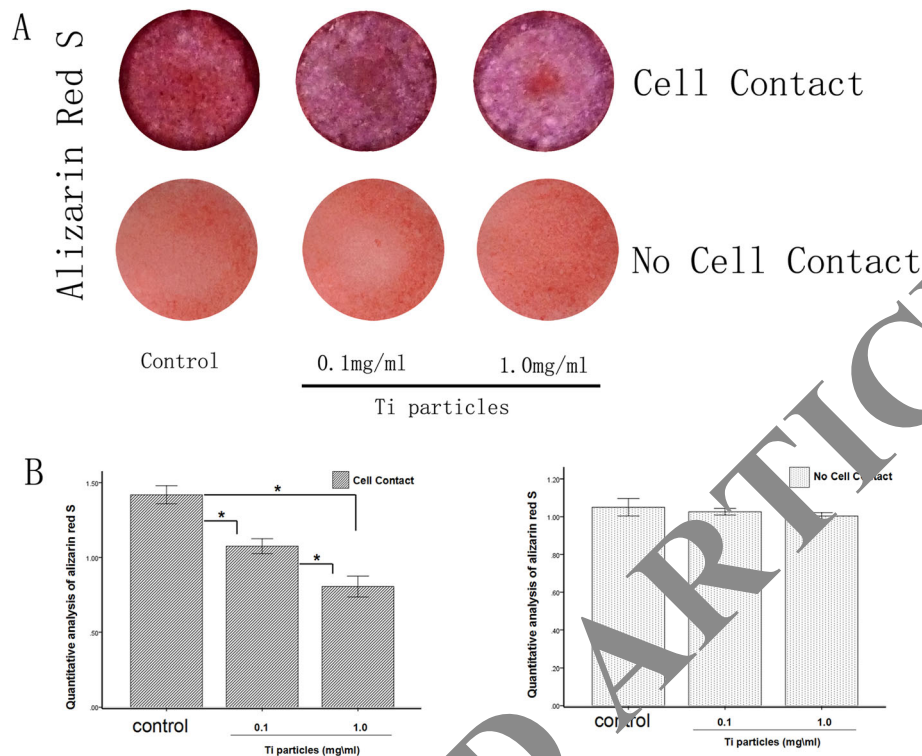 A
Alizarin Red S
Cell Contact
No Cell Contact
Control
0.1mg/ml
1.0mg/ml
Ti particles
B
Quantitative analysis of alizarin red S
1.50
1.00
.50
.00
Cell Contact
*
*
*
control
0.1
1.0
Ti particles (mg\ml)
Quantitative analysis of alizarin red S
1.20
1.00
.80
.60
.40
.20
.00
No Cell Contact
control
0.1
1.0
Ti particles (mg\ml)
D ARTIC